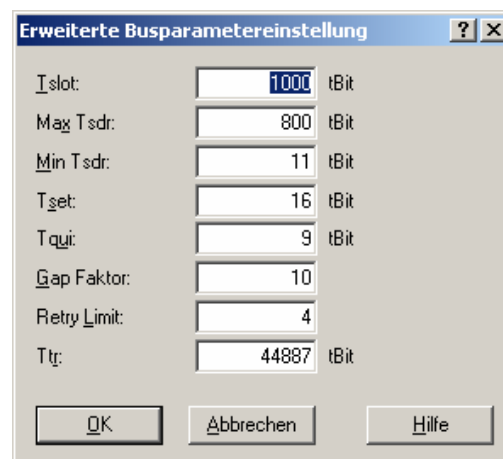 Erweiterte Busparametereinstellung
Tslot: 1000 tBit
Max Tsdr: 800 tBit
Min Tsdr: 11 tBit
Tset: 16 tBit
Tqui: 9 tBit
Gap Faktor: 10
Retry Limit: 4
Ttr: 44887 tBit
OK Abbrechen Hilfe